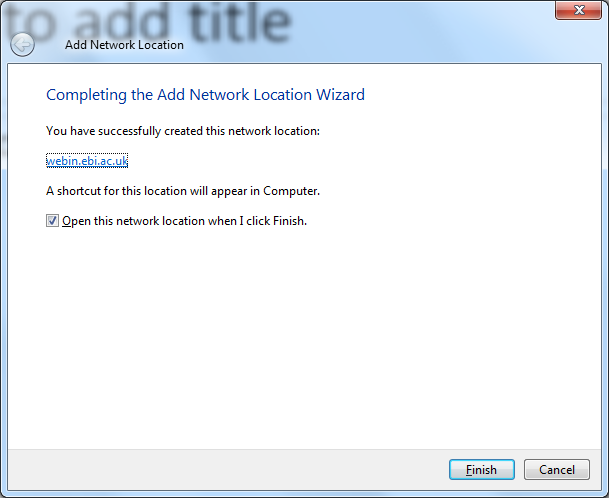 to add title
Add Network Location
Completing the Add Network Location Wizard
You have successfully created this network location:
webin.ebi.ac.uk
A shortcut for this location will appear in Computer.
Open this network location when I click Finish.
Finish Cancel